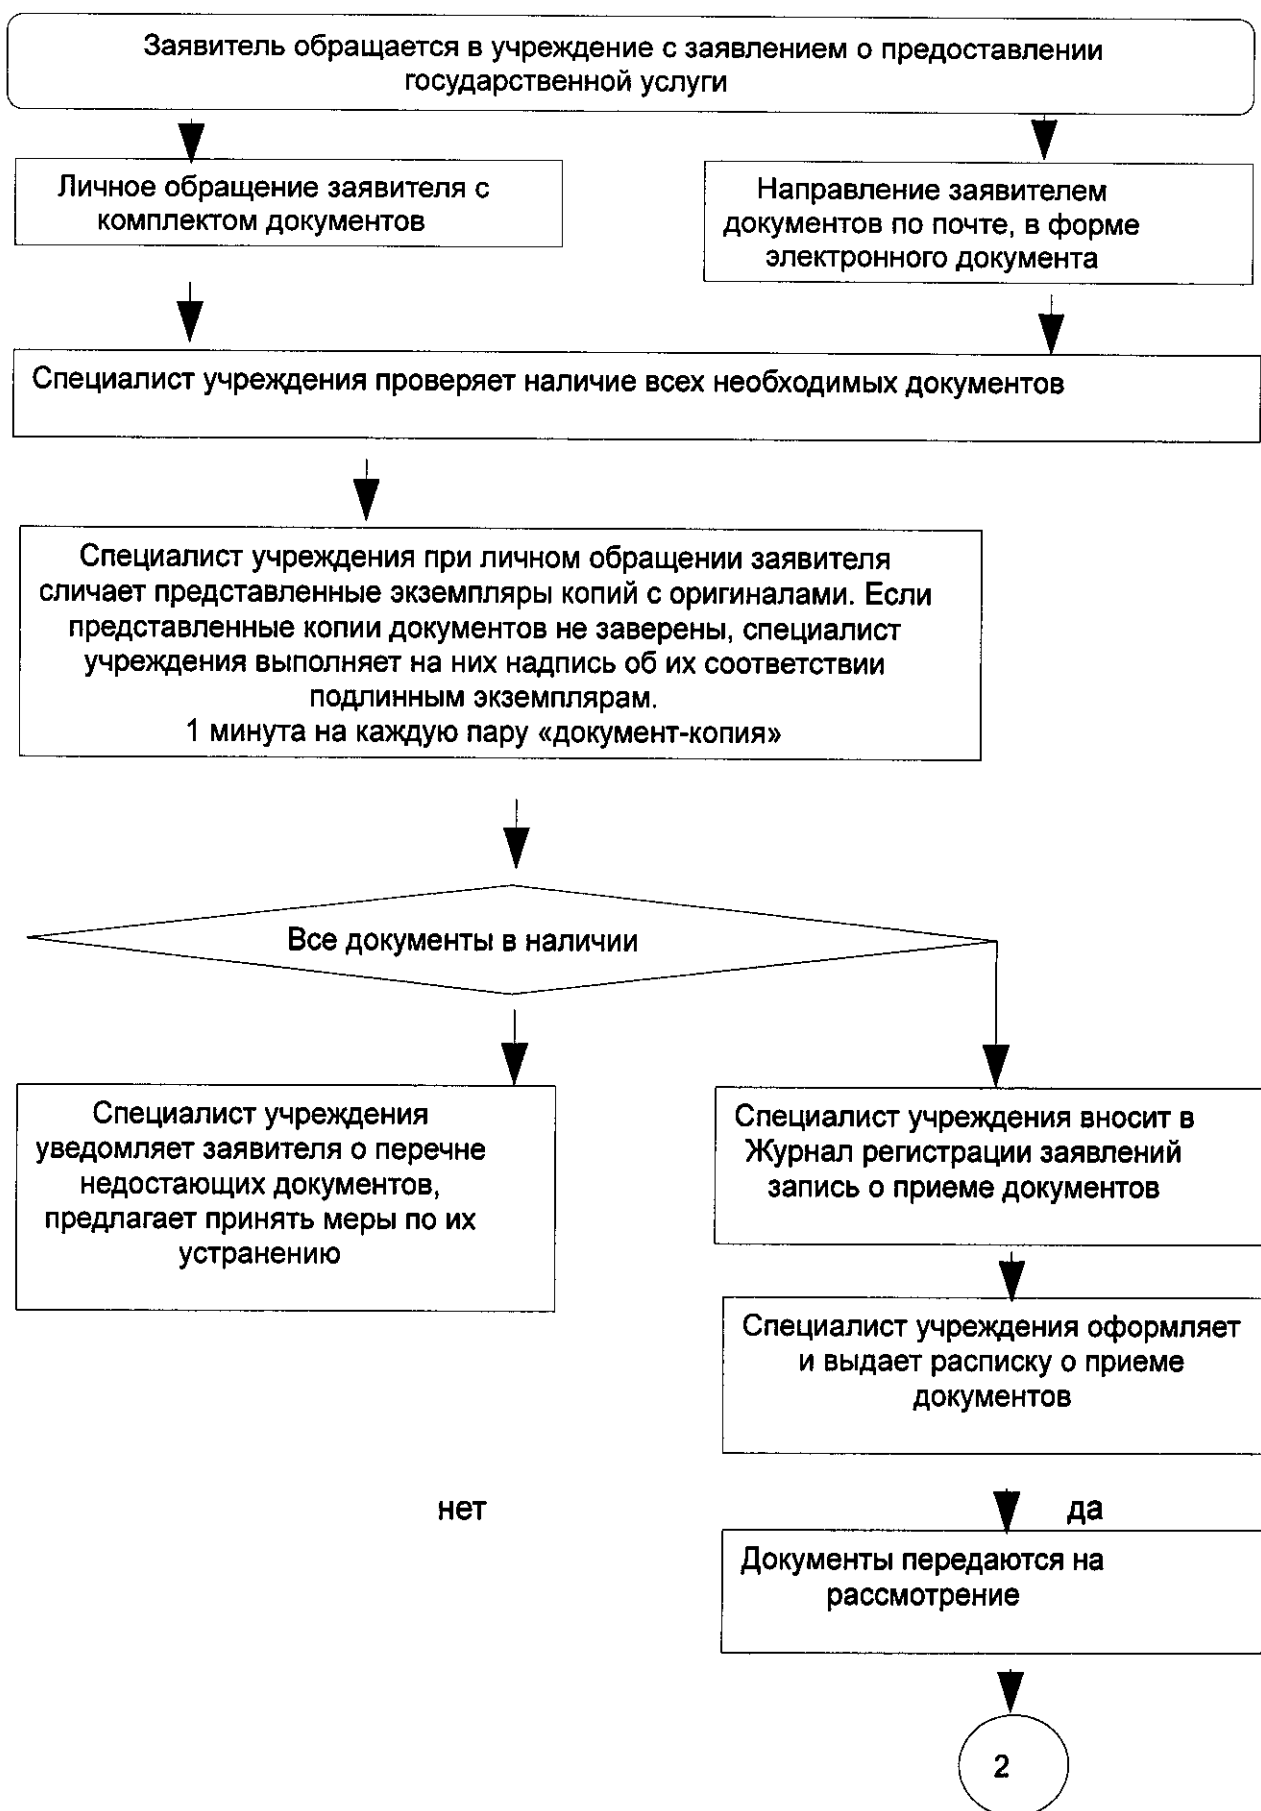 Заявитель обращается в учреждение с заявлением о предоставлении
государственной услуги
Личное обращение заявителя с
комплектом документов
Направление заявителем
документов по почте, в форме
электронного документа
Специалист учреждения проверяет наличие всех необходимых документов
Специалист учреждения при личном обращении заявителя
сличает представленные экземпляры копий с оригиналами. Если
представленные копии документов не заверены, специалист
учреждения выполняет на них надпись об их соответствии
подлинным экземплярам.
1 минута на каждую пару «документ-копия»
Все документы в наличии
Специалист учреждения
уведомляет заявителя о перечне
недостающих документов,
предлагает принять меры по их
устранению
Специалист учреждения вносит в
Журнал регистрации заявлений
запись о приеме документов
Специалист учреждения оформляет
и выдает расписку о приеме
документов
нет
да
Документы передаются на
рассмотрение
2